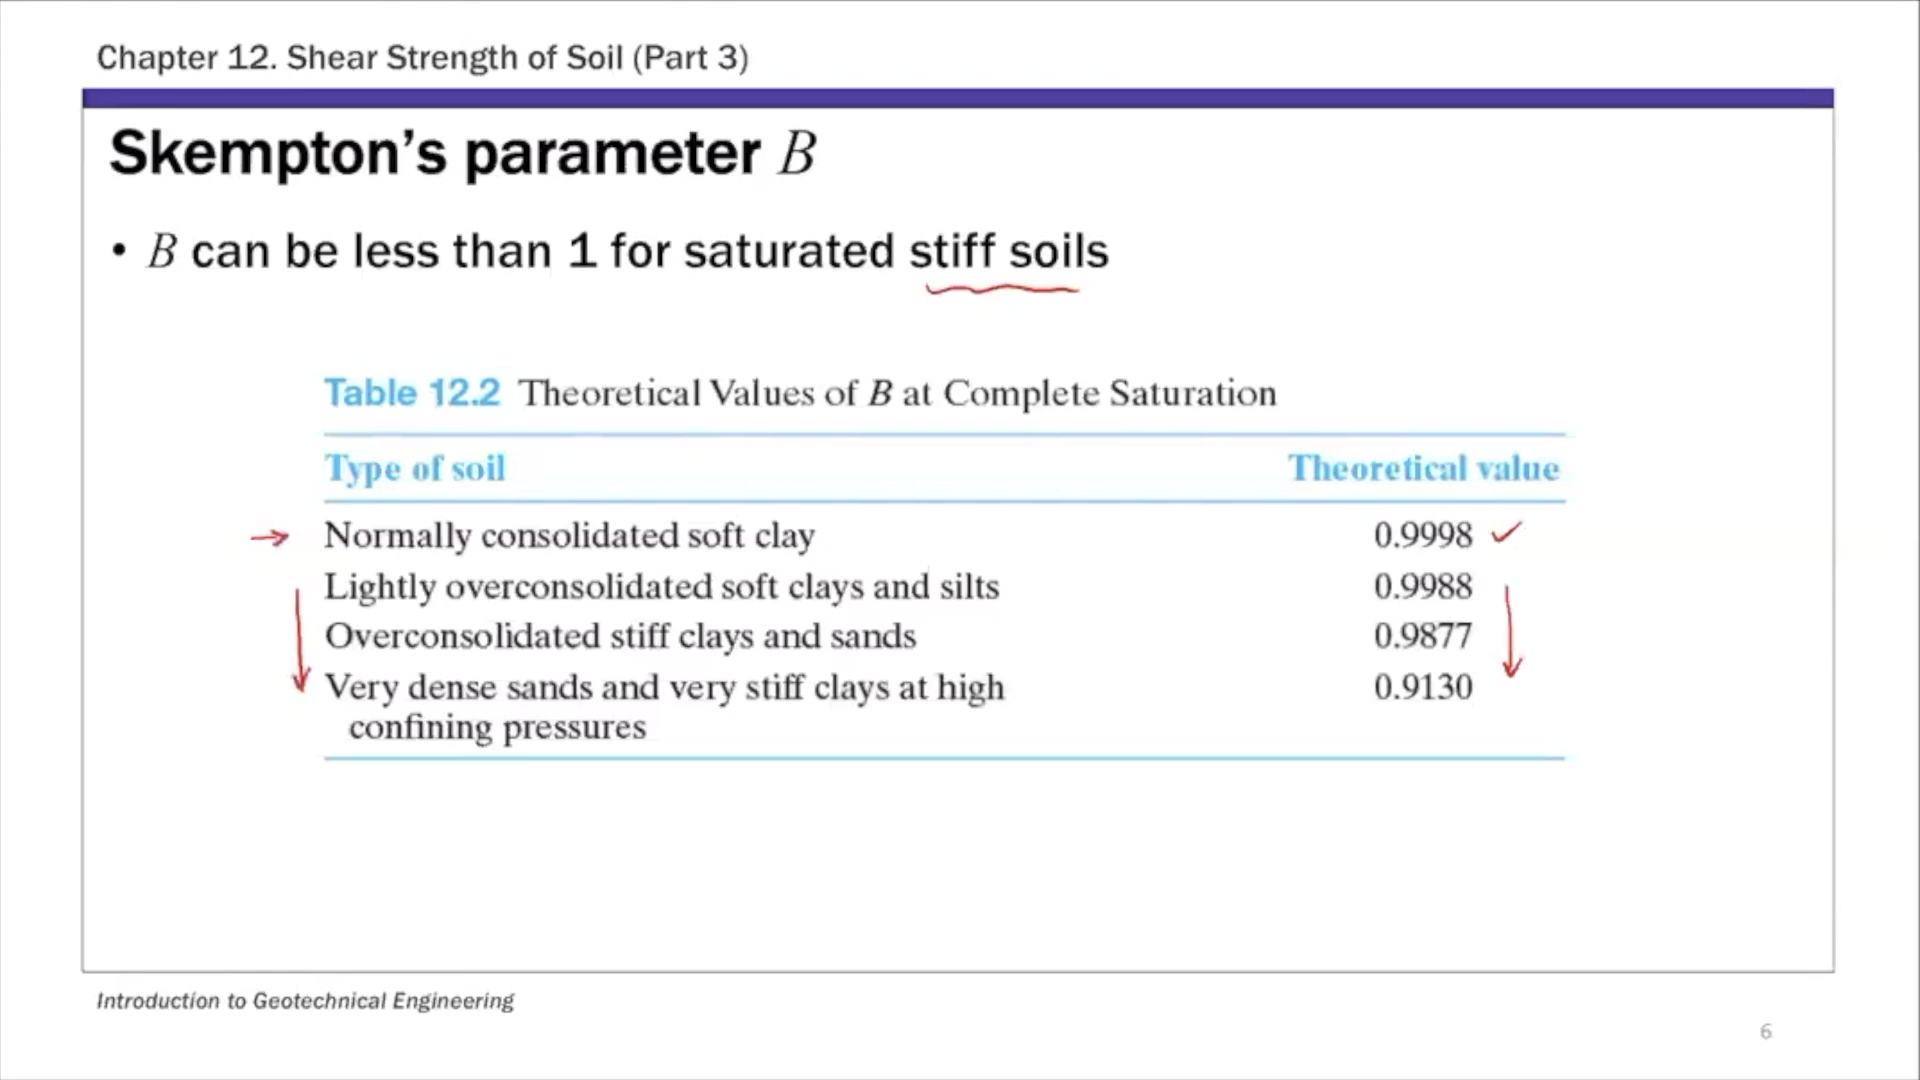 Chapter 12. Shear Strength of Soil (Part 3)
Skempton's parameter B
• B can be less than 1 for saturated stiff soils
Table 12.2 Theoretical Values of B at Complete Saturation
Type of soil Theoretical value
Normally consolidated soft clay 0.9998
Lightly overconsolidated soft clays and silts 0.9988
Overconsolidated stiff clays and sands 0.9877
Very dense sands and very stiff clays at high 0.9130
confining pressures
Introduction to Geotechnical Engineering
6